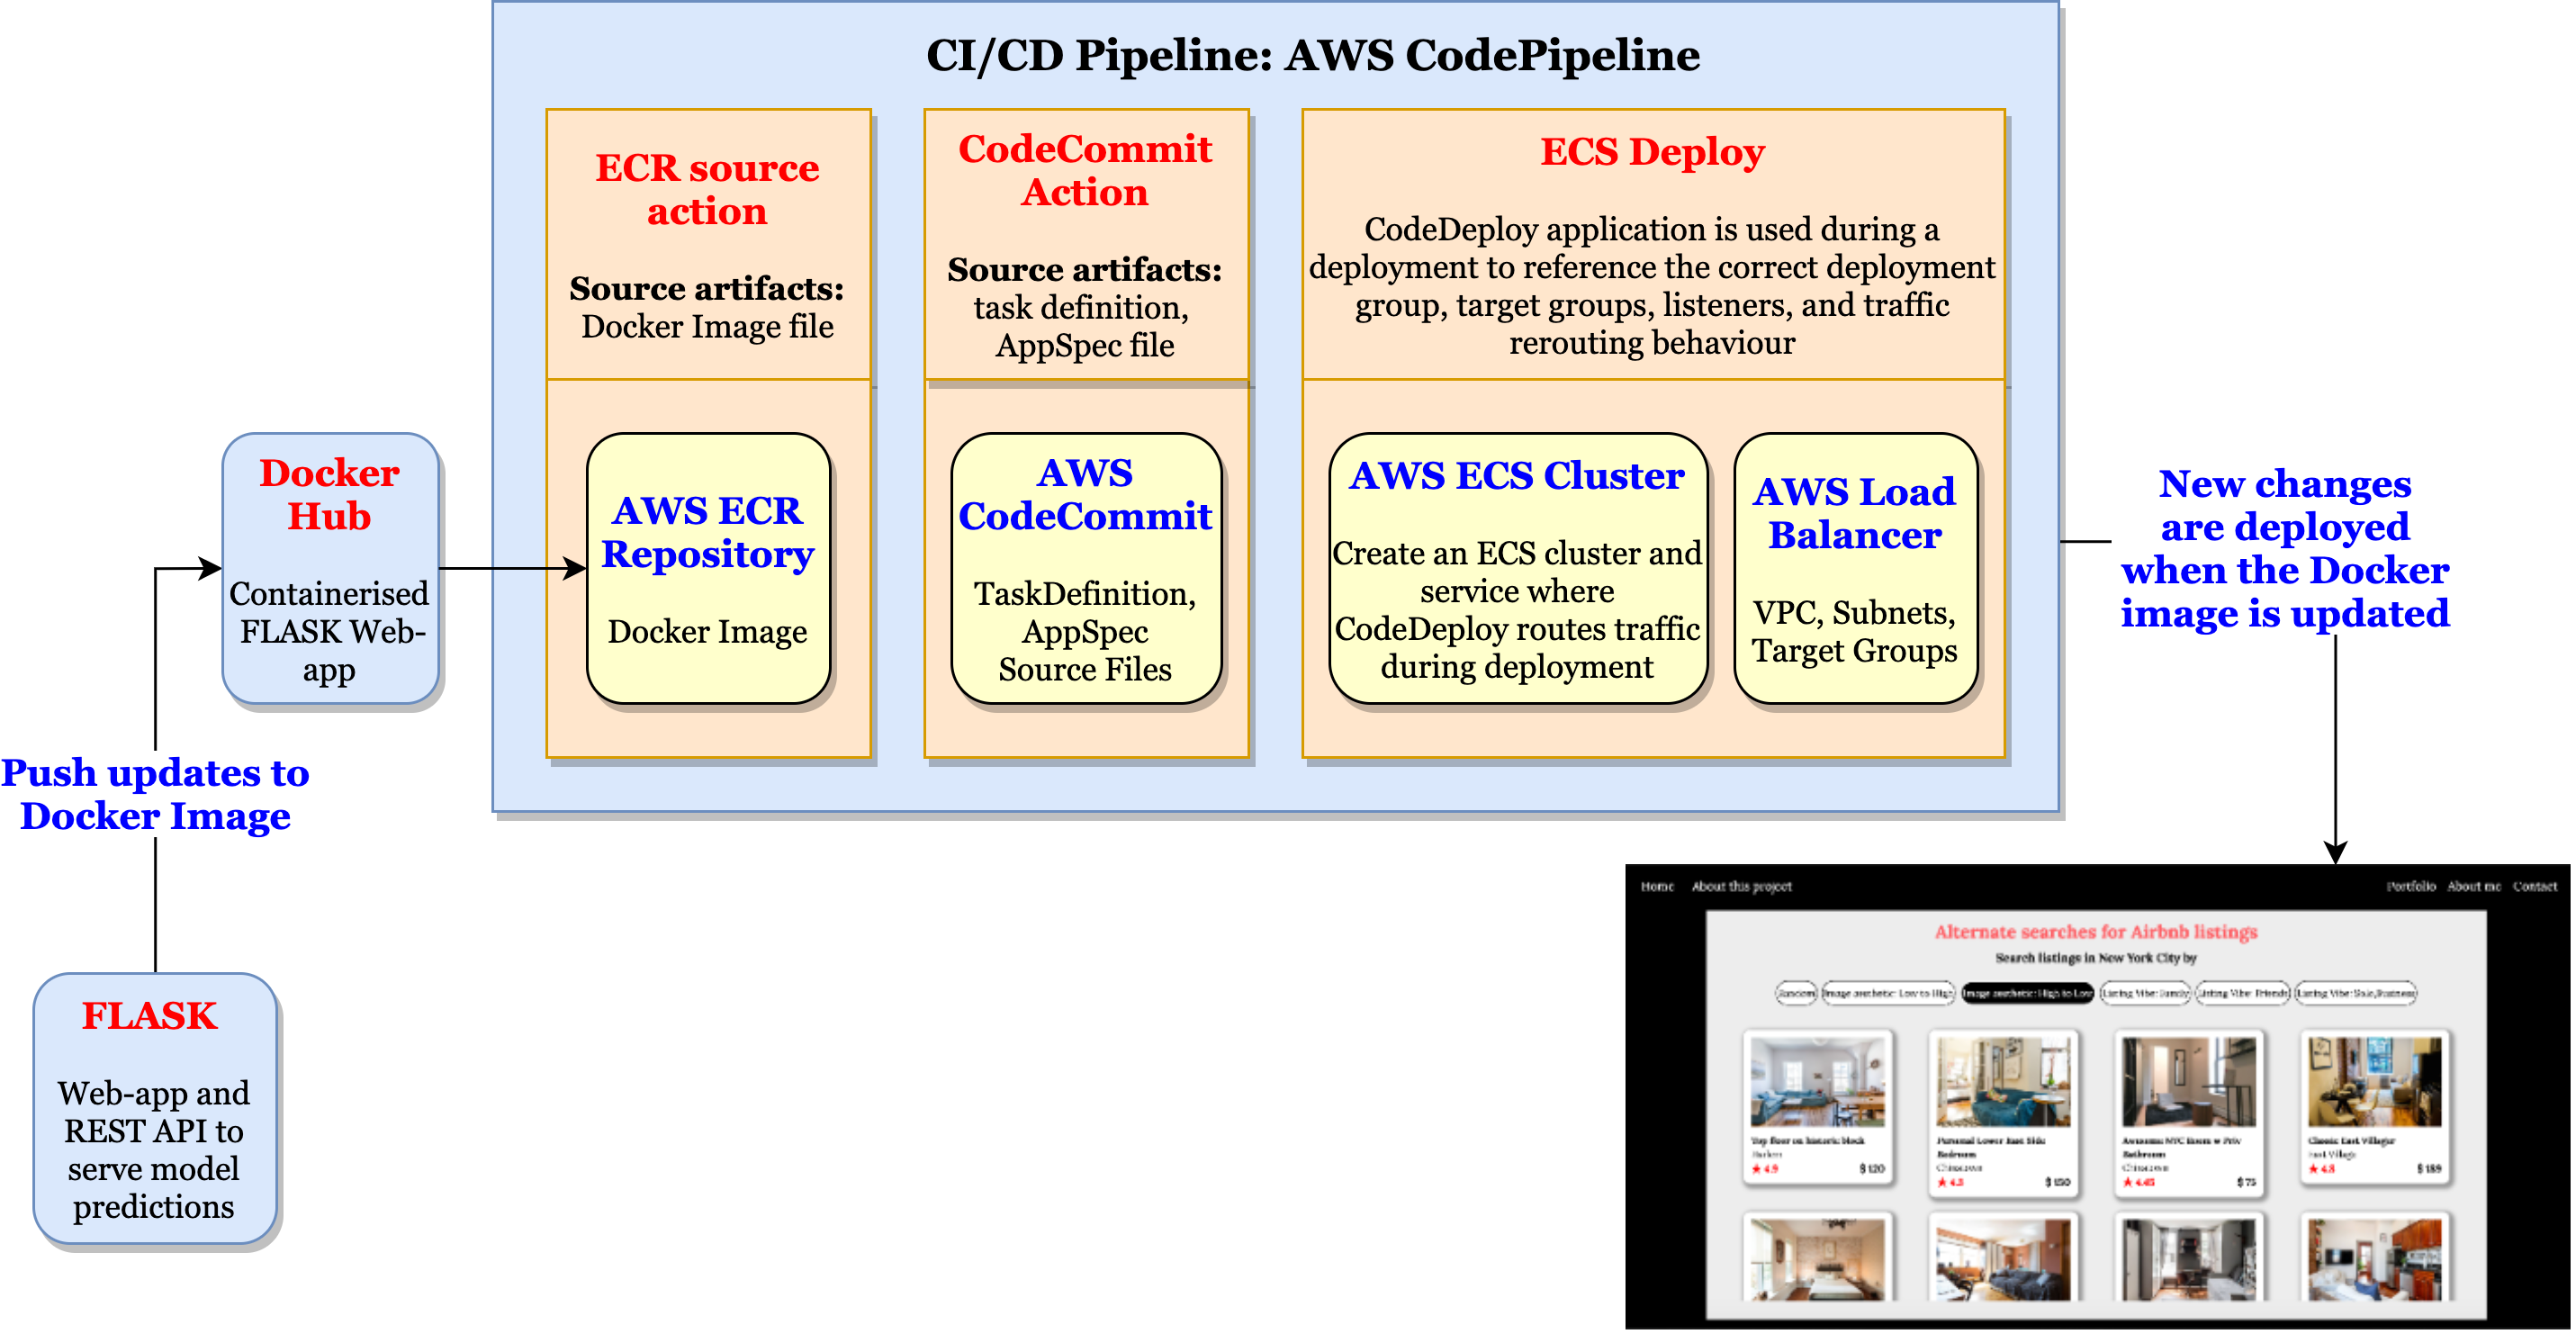 CI/CD Pipeline: AWS CodePipeline
ECR source
action
Source artifacts:
Docker Image file
CodeCommit
Action
Source artifacts:
task definition,
AppSpec file
ECS Deploy
CodeDeploy application is used during a
deployment to reference the correct deployment
group, target groups, listeners, and traffic
rerouting behaviour
Docker
Hub
Containerised
FLASK Web-
app
AWS ECR
Repository
Docker Image
AWS
CodeCommit
TaskDefinition,
AppSpec
Source Files
AWS ECS Cluster
Create an ECS cluster and
service where
CodeDeploy routes traffic
during deployment
AWS Load
Balancer
VPC, Subnets,
Target Groups
New changes
are deployed
when the Docker
image is updated
Push updates to
Docker Image
FLASK
Web-app and
REST API to
serve model
predictions
Home About this project Portfolio About me Contact
Alternate searches for Airbnb listings
Search listings in New York City by
Random Image aesthetic: Low to High Image aesthetic: High to Low Listing Vibe: Family Listing Vibe: Friends Listing Vibe: Solo,Business
Top floor on historic block
Harlem
★ 4.9 $ 120
Personal Lower East Side
Bedroom
Chinatown
★ 4.5 $ 150
Awesome NYC Room w Priv
Bathroom
Chinatown
★ 4.65 $ 75
Classic East Village
East Village
★ 4.8 $ 189